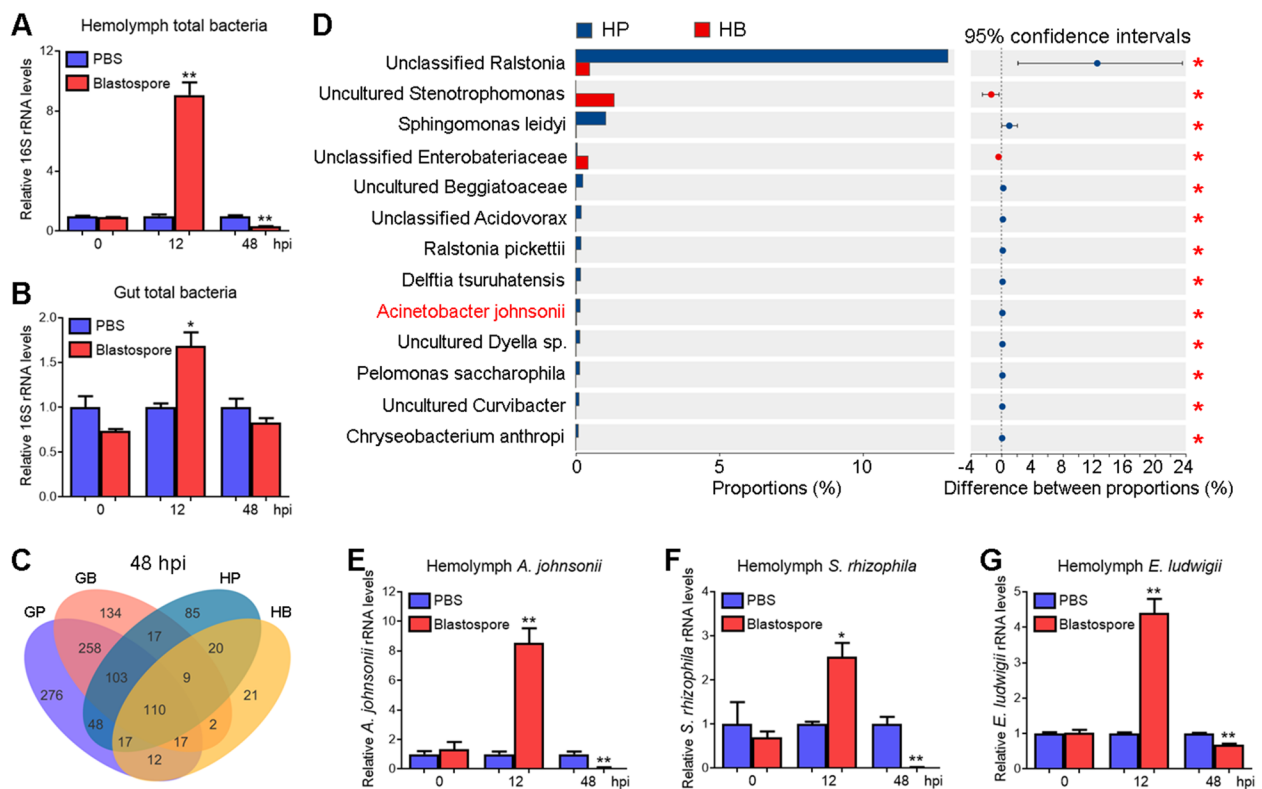 A
Hemolymph total bacteria
Relative 16S rRNA levels
12
8
4
0
PBS
Blastospore
**
**
0 12 48 hpi
B
Gut total bacteria
Relative 16S rRNA levels
2.0
1.5
1.0
0.5
0.0
PBS
Blastospore
*
0 12 48 hpi
C
48 hpi
GP
GB
HP
HB
134
85
17
258
20
276
103
9
21
110
48
2
17
17
12
D
HP
HB
95% confidence intervals
Unclassified Ralstonia *
Uncultured Stenotrophomonas *
Sphingomonas leidyi *
Unclassified Enterobateriaceae *
Uncultured Beggiatoaceae *
Unclassified Acidovorax *
Ralstonia pickettii *
Delftia tsuruhatensis *
Acinetobacter johnsonii *
Uncultured Dyella sp. *
Pelomonas saccharophila *
Uncultured Curvibacter *
Chryseobacterium anthropi *
0 5 10
Proportions (%)
-4 0 4 8 12 16 20 24
Difference between proportions (%)
E
Hemolymph A. johnsonii
Relative A. johnsonii rRNA levels
12
10
8
6
4
2
0
PBS
Blastospore
**
**
0 12 48 hpi
F
Hemolymph S. rhizophila
Relative S. rhizophila rRNA levels
4
3
2
1
0
PBS
Blastospore
*
**
0 12 48 hpi
G
Hemolymph E. ludwigii
Relative E. ludwigii rRNA levels
5
4
3
2
1
0
PBS
Blastospore
**
**
0 12 48 hpi